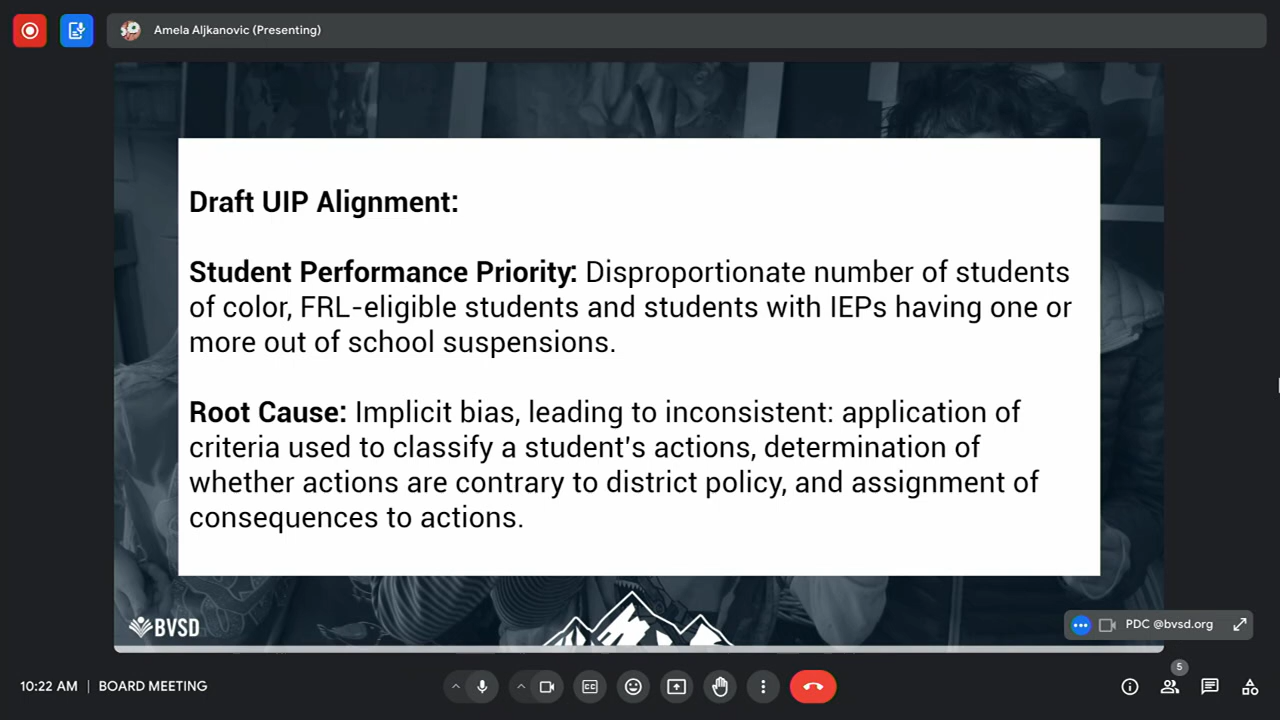 Amela Aljkanovic (Presenting)
Draft UIP Alignment:
Student Performance Priority: Disproportionate number of students
of color, FRL-eligible students and students with IEPs having one or
more out of school suspensions.
Root Cause: Implicit bias, leading to inconsistent: application of
criteria used to classify a student's actions, determination of
whether actions are contrary to district policy, and assignment of
consequences to actions.
BVSD
PDC @bvsd.org
10:22 AM | BOARD MEETING
CC
5